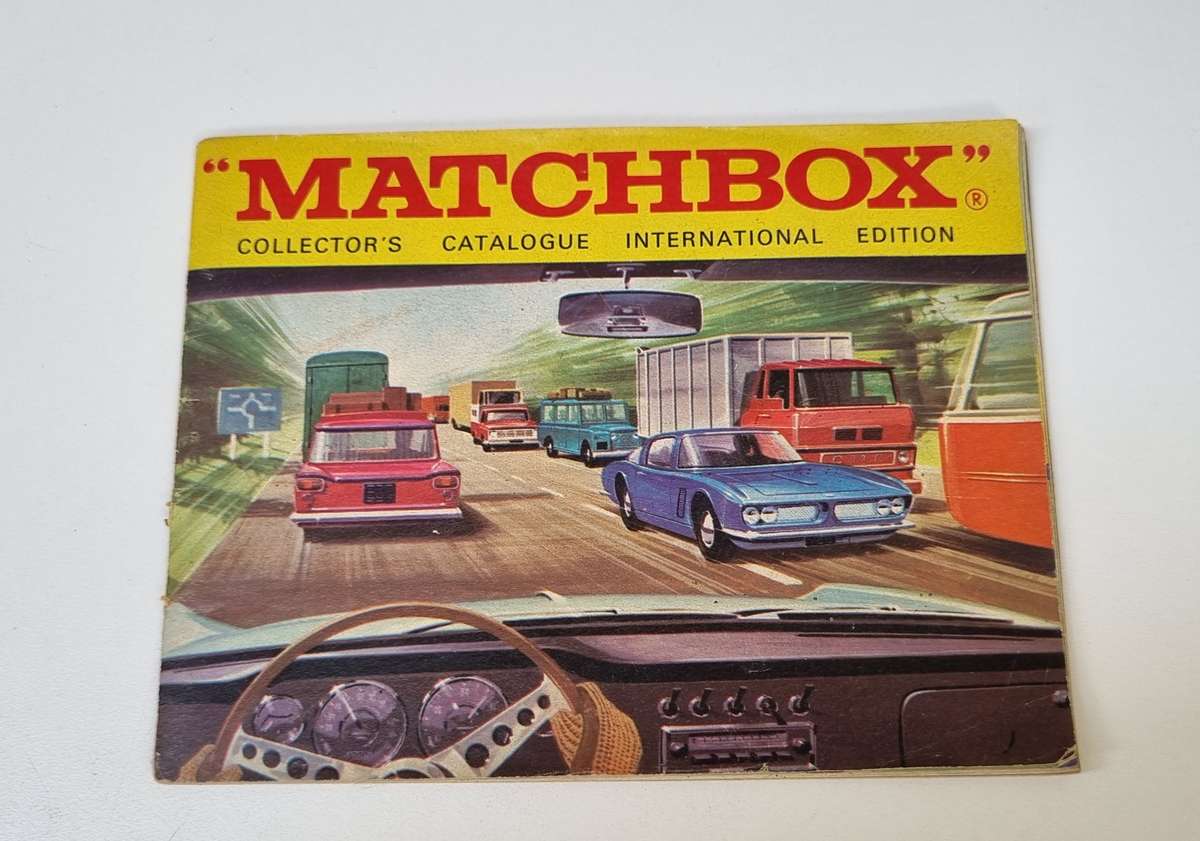 “MATCHBOX”®
COLLECTOR'S CATALOGUE INTERNATIONAL EDITION